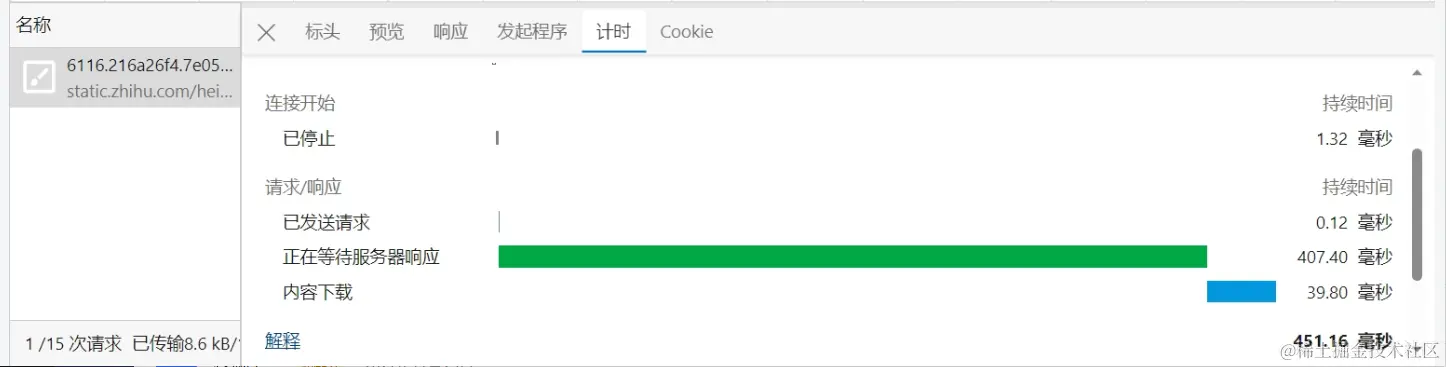 名称
标头 预览 响应 发起程序 计时 Cookie
6116.216a26f4.7e05...
static.zhihu.com/hei...
连接开始 持续时间
已停止 1.32 毫秒
请求/响应 持续时间
已发送请求 0.12 毫秒
正在等待服务器响应 407.40 毫秒
内容下载 39.80 毫秒
解释 451.16 毫秒
1 /15 次请求 已传输8.6 kB/
@稀土掘金技术社区